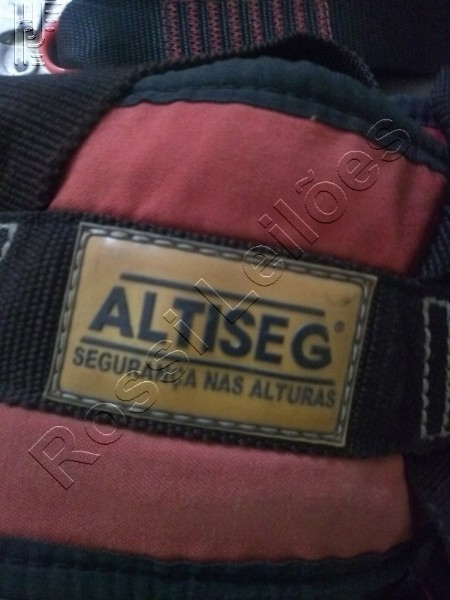 ALTISEG®
SEGURANÇA NAS ALTURAS
Rossi Leilões